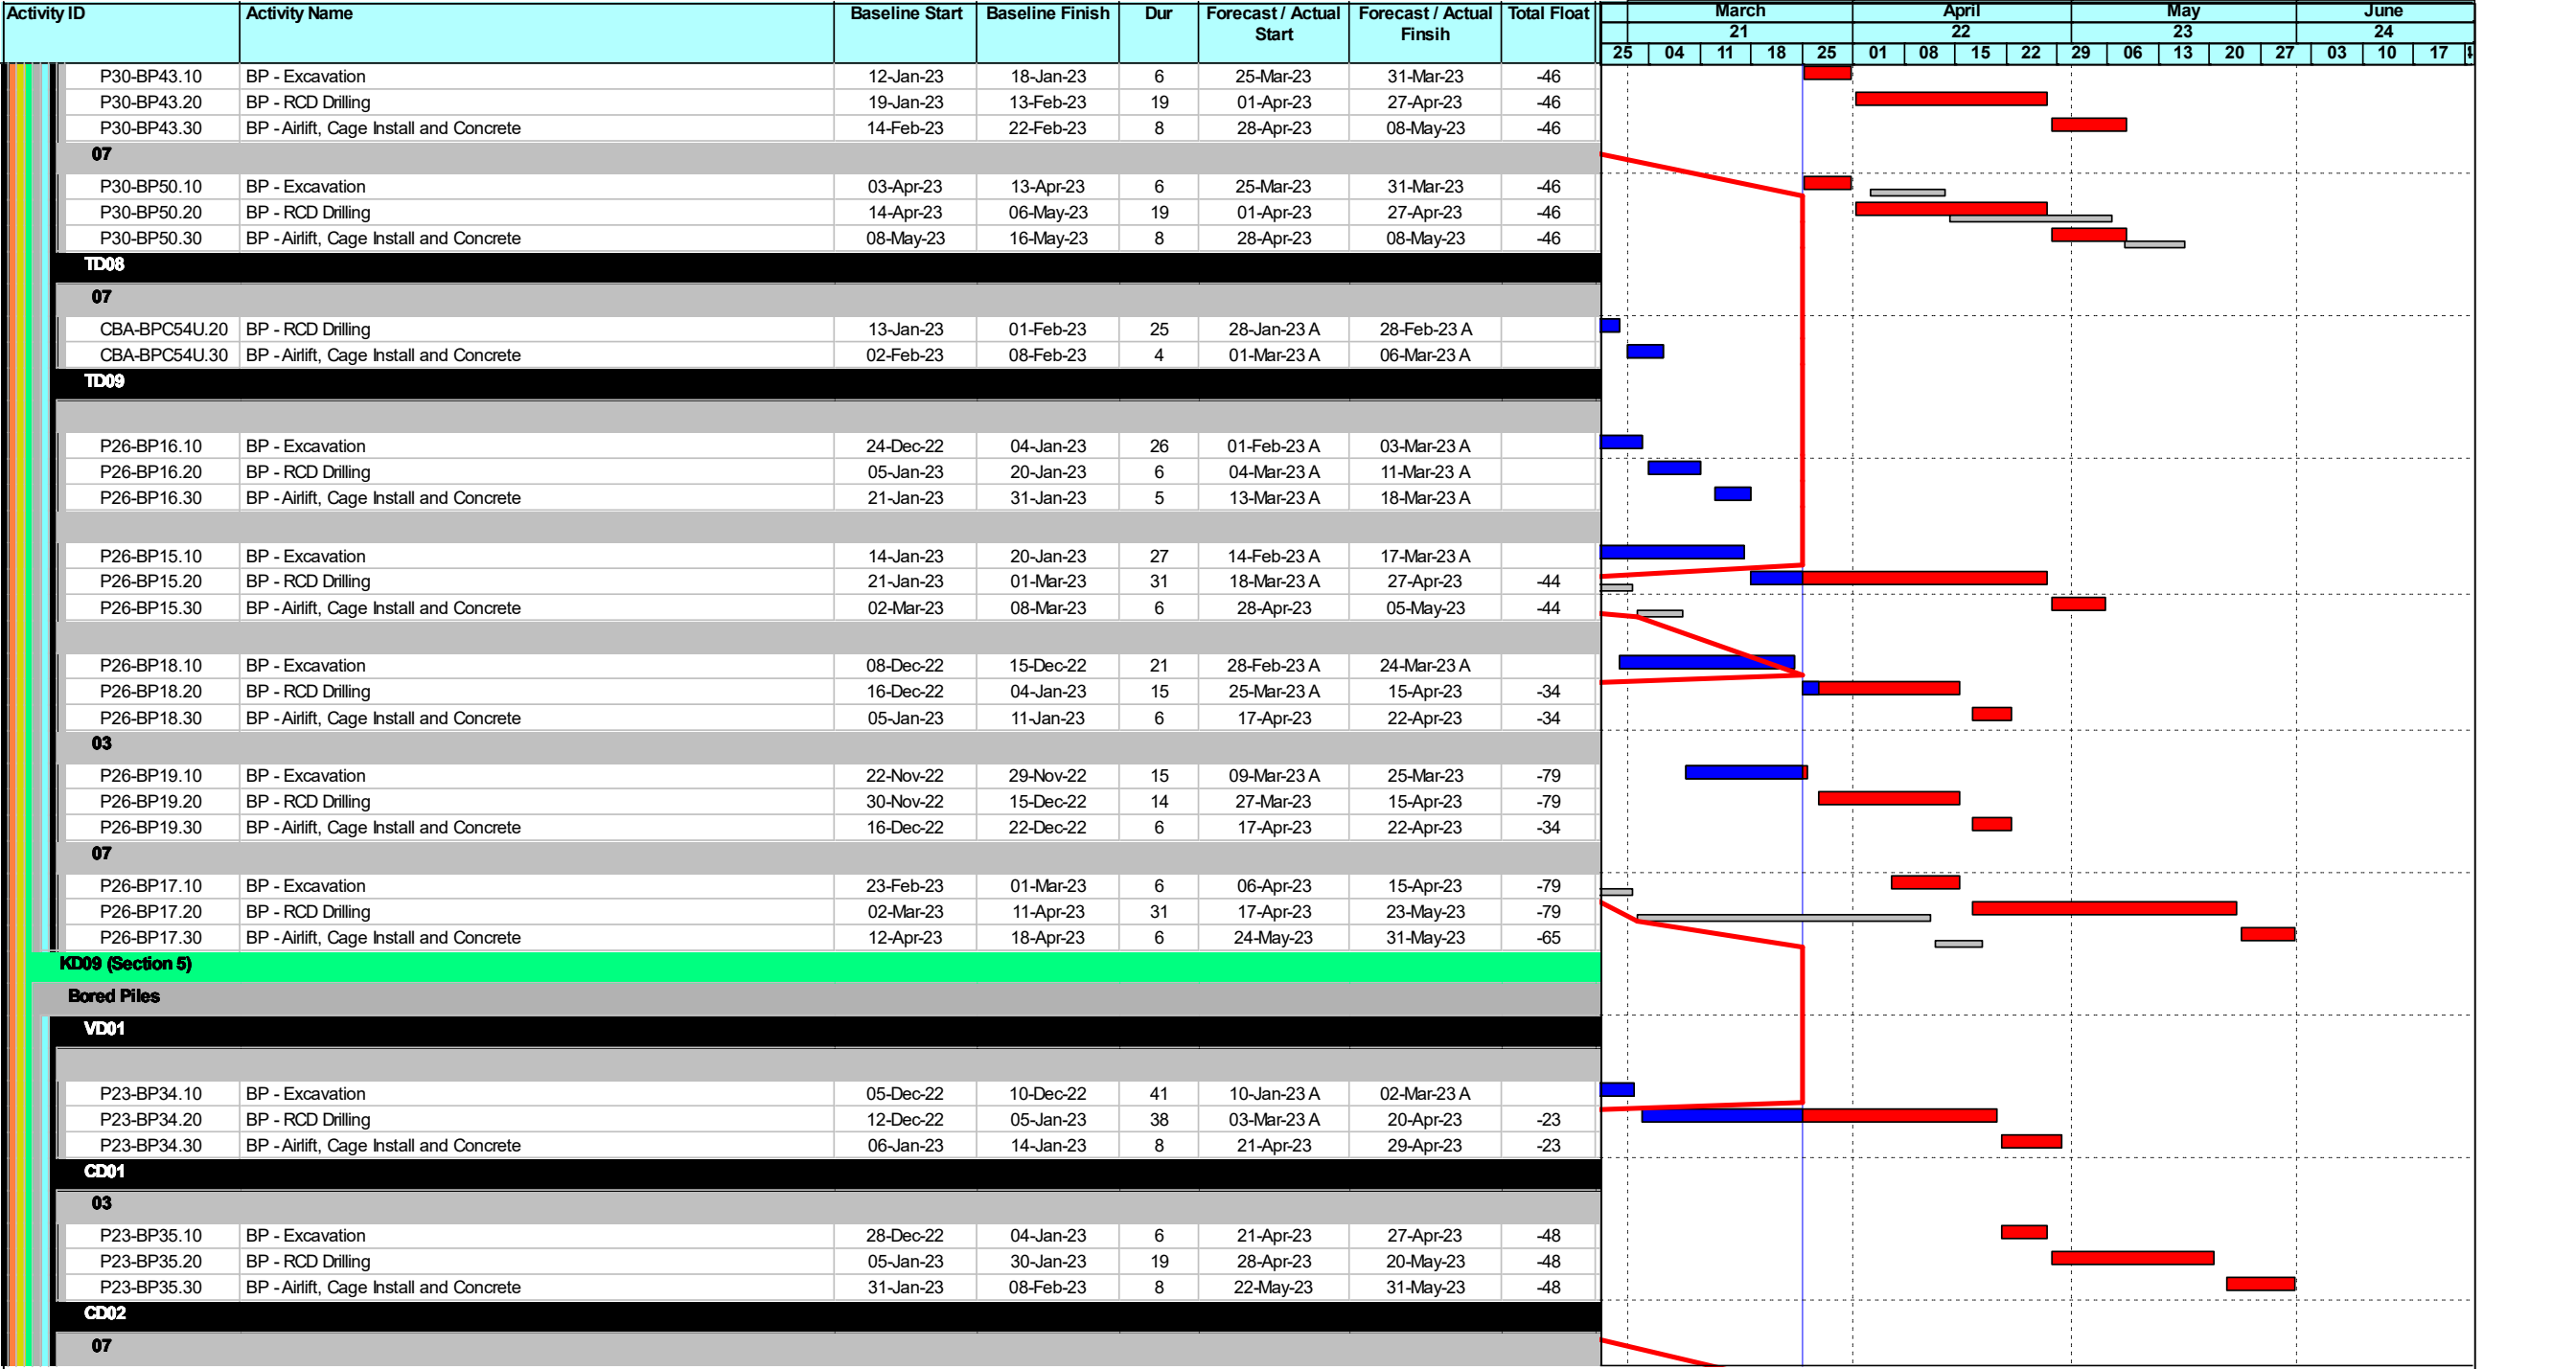 Activity ID Activity Name Baseline Start Baseline Finish Dur Forecast / Actual Start Forecast / Actual Finsih Total Float
March April May June
21 22 23 24
25 04 11 18 25 01 08 15 22 29 06 13 20 27 03 10 17
P30-BP43.10 BP - Excavation 12-Jan-23 18-Jan-23 6 25-Mar-23 31-Mar-23 -46
P30-BP43.20 BP - RCD Drilling 19-Jan-23 13-Feb-23 19 01-Apr-23 27-Apr-23 -46
P30-BP43.30 BP - Airlift, Cage Install and Concrete 14-Feb-23 22-Feb-23 8 28-Apr-23 08-May-23 -46
07
P30-BP50.10 BP - Excavation 03-Apr-23 13-Apr-23 6 25-Mar-23 31-Mar-23 -46
P30-BP50.20 BP - RCD Drilling 14-Apr-23 06-May-23 19 01-Apr-23 27-Apr-23 -46
P30-BP50.30 BP - Airlift, Cage Install and Concrete 08-May-23 16-May-23 8 28-Apr-23 08-May-23 -46
TD08
07
CBA-BPC54U.20 BP - RCD Drilling 13-Jan-23 01-Feb-23 25 28-Jan-23 A 28-Feb-23 A
CBA-BPC54U.30 BP - Airlift, Cage Install and Concrete 02-Feb-23 08-Feb-23 4 01-Mar-23 A 06-Mar-23 A
TD09
P26-BP16.10 BP - Excavation 24-Dec-22 04-Jan-23 26 01-Feb-23 A 03-Mar-23 A
P26-BP16.20 BP - RCD Drilling 05-Jan-23 20-Jan-23 6 04-Mar-23 A 11-Mar-23 A
P26-BP16.30 BP - Airlift, Cage Install and Concrete 21-Jan-23 31-Jan-23 5 13-Mar-23 A 18-Mar-23 A
P26-BP15.10 BP - Excavation 14-Jan-23 20-Jan-23 27 14-Feb-23 A 17-Mar-23 A
P26-BP15.20 BP - RCD Drilling 21-Jan-23 01-Mar-23 31 18-Mar-23 A 27-Apr-23 -44
P26-BP15.30 BP - Airlift, Cage Install and Concrete 02-Mar-23 08-Mar-23 6 28-Apr-23 05-May-23 -44
P26-BP18.10 BP - Excavation 08-Dec-22 15-Dec-22 21 28-Feb-23 A 24-Mar-23 A
P26-BP18.20 BP - RCD Drilling 16-Dec-22 04-Jan-23 15 25-Mar-23 A 15-Apr-23 -34
P26-BP18.30 BP - Airlift, Cage Install and Concrete 05-Jan-23 11-Jan-23 6 17-Apr-23 22-Apr-23 -34
03
P26-BP19.10 BP - Excavation 22-Nov-22 29-Nov-22 15 09-Mar-23 A 25-Mar-23 -79
P26-BP19.20 BP - RCD Drilling 30-Nov-22 15-Dec-22 14 27-Mar-23 15-Apr-23 -79
P26-BP19.30 BP - Airlift, Cage Install and Concrete 16-Dec-22 22-Dec-22 6 17-Apr-23 22-Apr-23 -34
07
P26-BP17.10 BP - Excavation 23-Feb-23 01-Mar-23 6 06-Apr-23 15-Apr-23 -79
P26-BP17.20 BP - RCD Drilling 02-Mar-23 11-Apr-23 31 17-Apr-23 23-May-23 -79
P26-BP17.30 BP - Airlift, Cage Install and Concrete 12-Apr-23 18-Apr-23 6 24-May-23 31-May-23 -65
KD09 (Section 5)
Bored Piles
VD01
P23-BP34.10 BP - Excavation 05-Dec-22 10-Dec-22 41 10-Jan-23 A 02-Mar-23 A
P23-BP34.20 BP - RCD Drilling 12-Dec-22 05-Jan-23 38 03-Mar-23 A 20-Apr-23 -23
P23-BP34.30 BP - Airlift, Cage Install and Concrete 06-Jan-23 14-Jan-23 8 21-Apr-23 29-Apr-23 -23
CD01
03
P23-BP35.10 BP - Excavation 28-Dec-22 04-Jan-23 6 21-Apr-23 27-Apr-23 -48
P23-BP35.20 BP - RCD Drilling 05-Jan-23 30-Jan-23 19 28-Apr-23 20-May-23 -48
P23-BP35.30 BP - Airlift, Cage Install and Concrete 31-Jan-23 08-Feb-23 8 22-May-23 31-May-23 -48
CD02
07